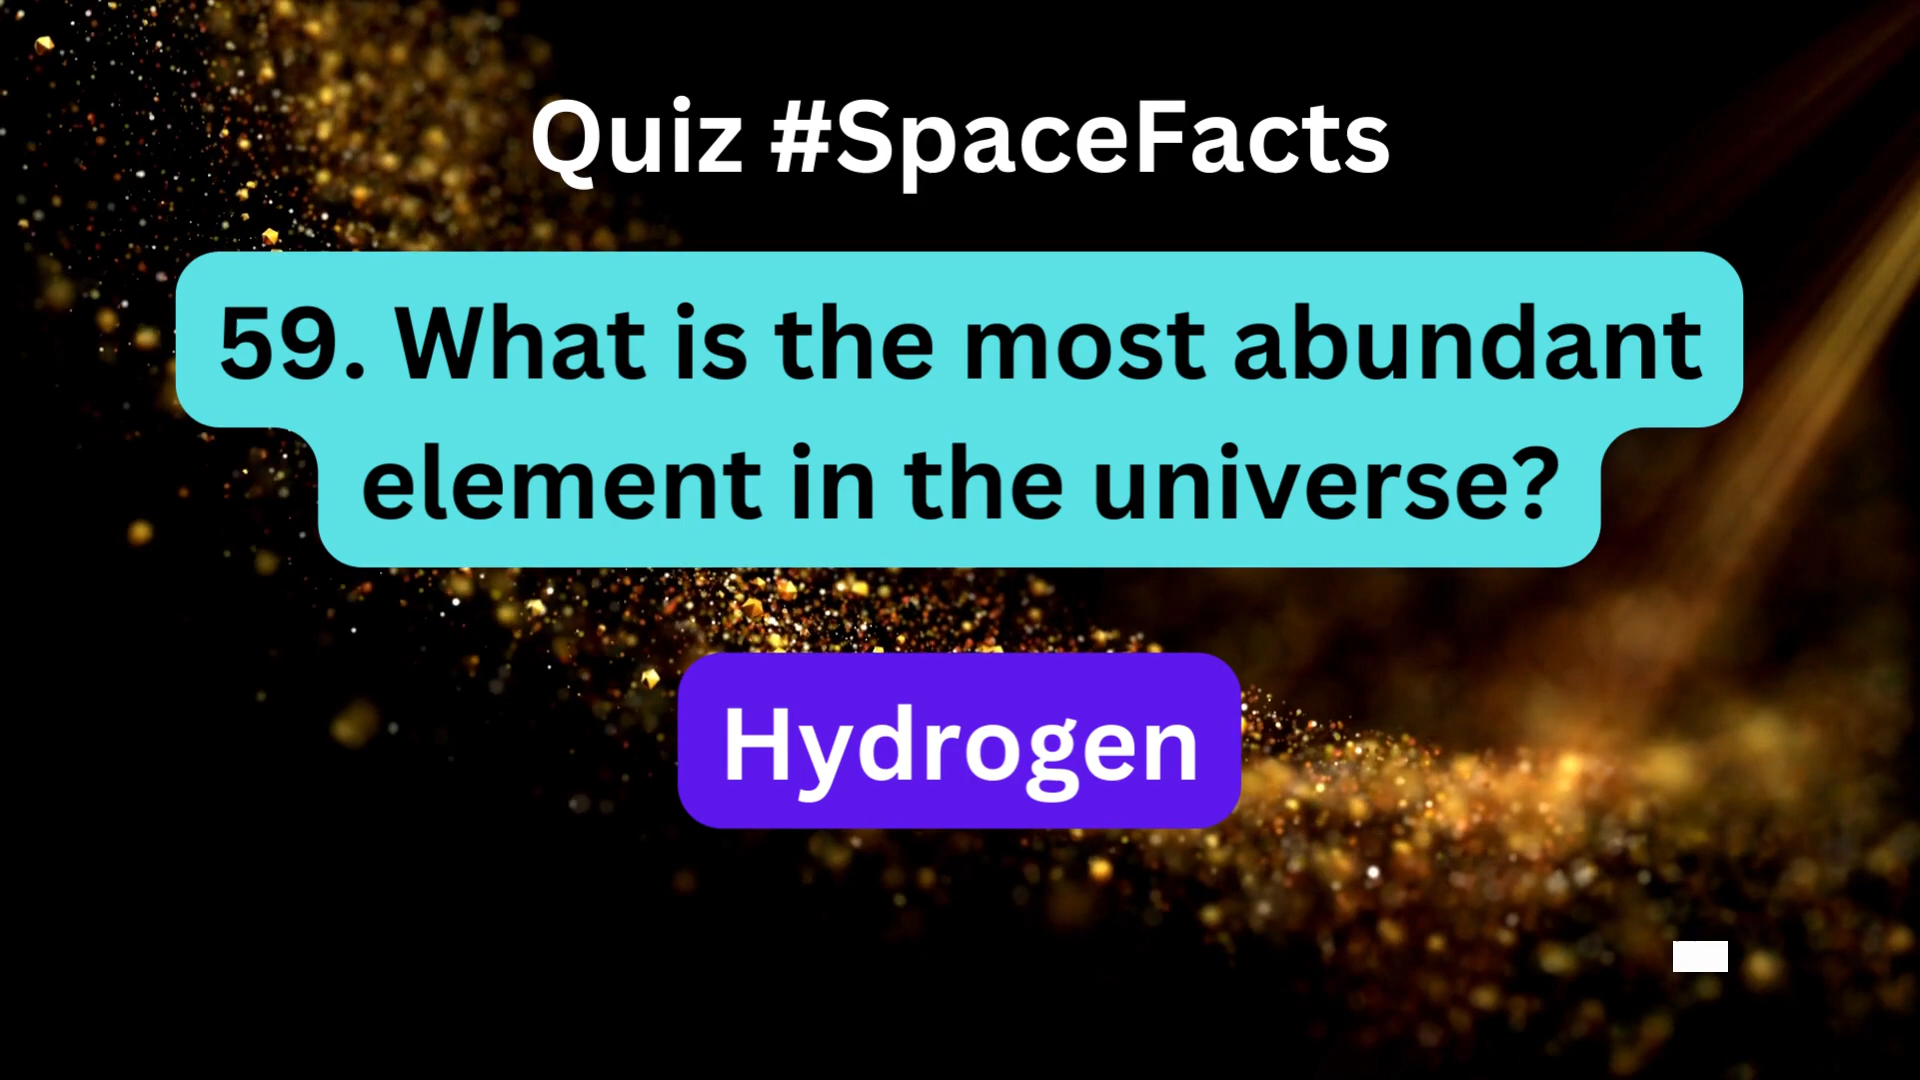 Quiz #SpaceFacts
59. What is the most abundant
element in the universe?
Hydrogen